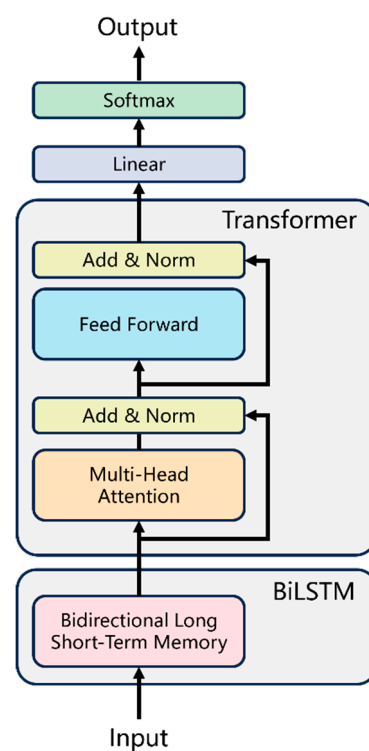 Output
Softmax
Linear
Transformer
Add & Norm
Feed Forward
Add & Norm
Multi-Head
Attention
BiLSTM
Bidirectional Long
Short-Term Memory
Input